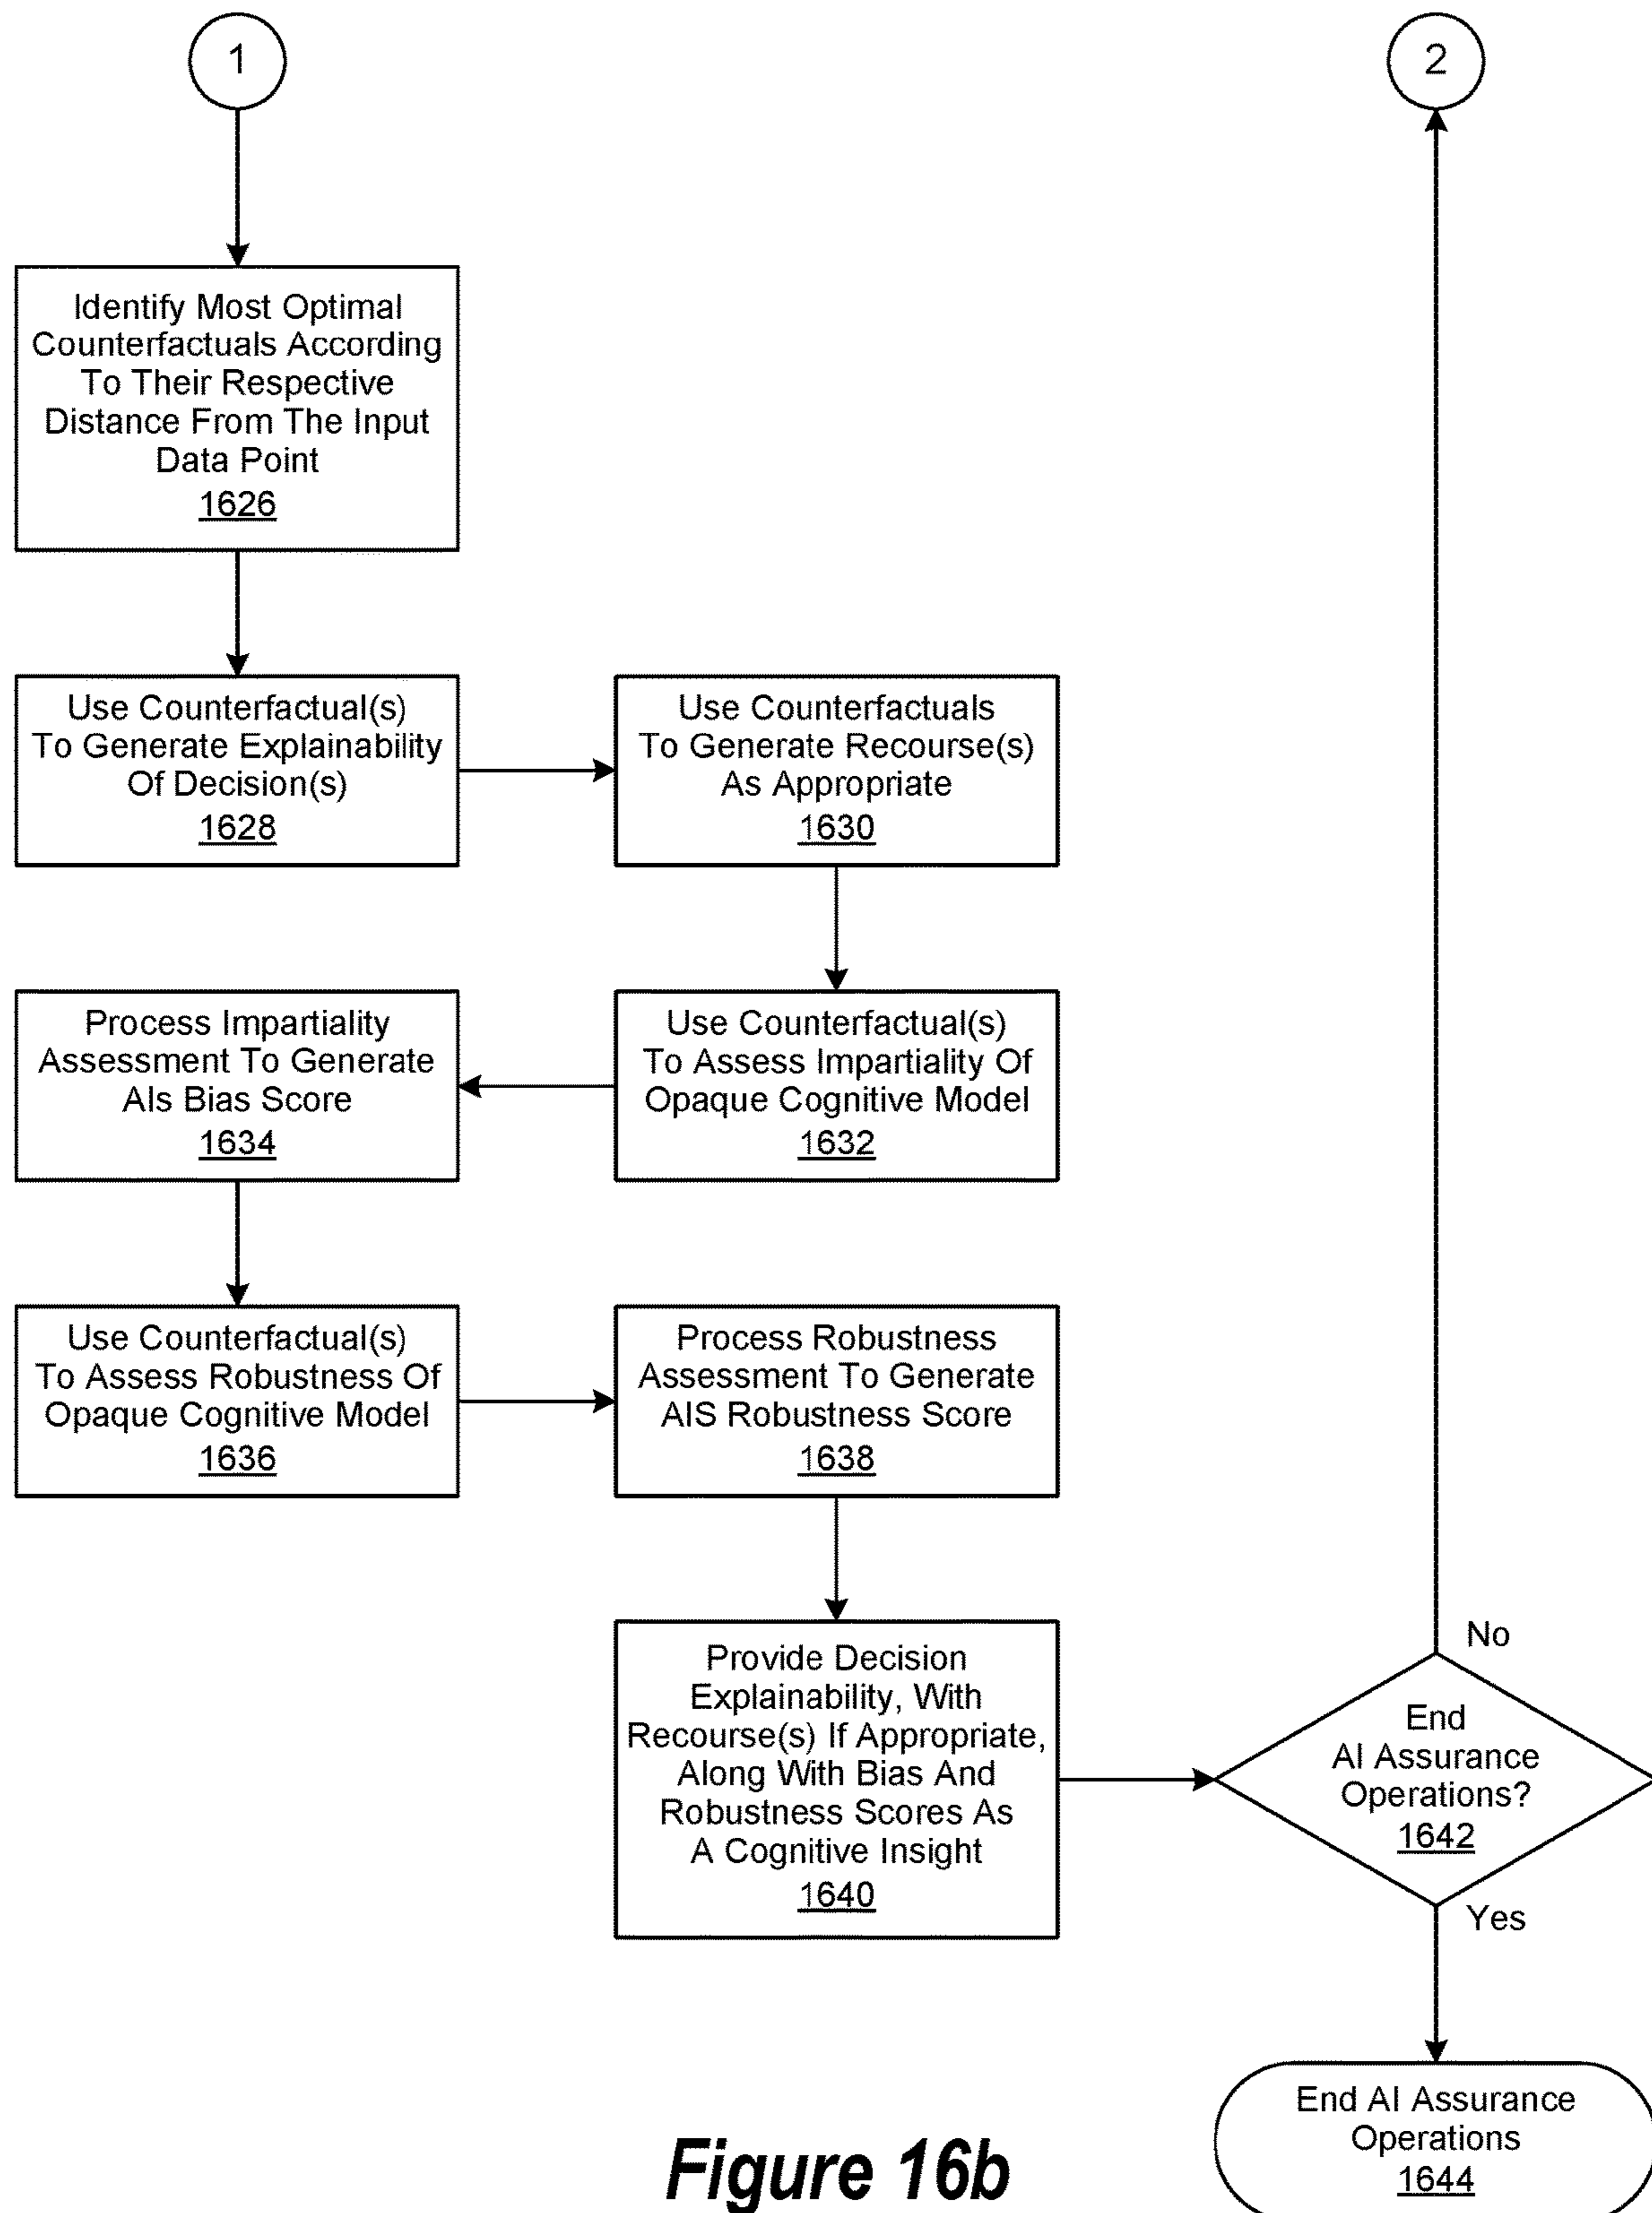 1
2
Identify Most Optimal
Counterfactuals According
To Their Respective
Distance From The Input
Data Point
1626
Use Counterfactual(s)
To Generate Explainability
Of Decision(s)
1628
Use Counterfactuals
To Generate Recourse(s)
As Appropriate
1630
Use Counterfactual(s)
To Assess Impartiality Of
Opaque Cognitive Model
1632
Process Impartiality
Assessment To Generate
AIs Bias Score
1634
Use Counterfactual(s)
To Assess Robustness Of
Opaque Cognitive Model
1636
Process Robustness
Assessment To Generate
AIS Robustness Score
1638
Provide Decision
Explainability, With
Recourse(s) If Appropriate,
Along With Bias And
Robustness Scores As
A Cognitive Insight
1640
No
End
AI Assurance
Operations?
1642
Yes
End AI Assurance
Operations
1644
Figure 16b